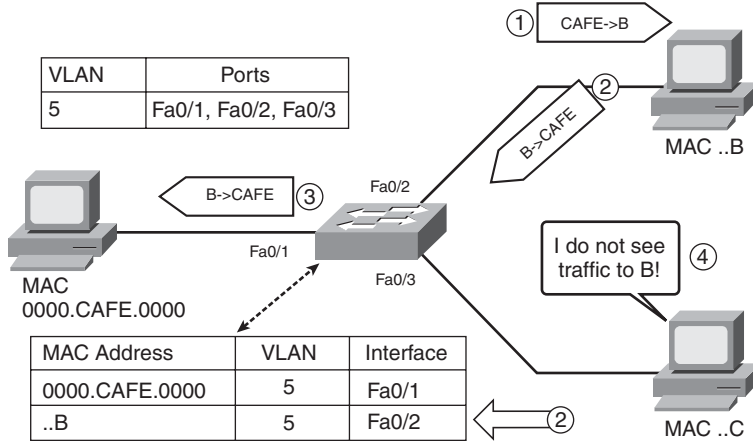 ① CAFE->B
VLAN Ports
5 Fa0/1, Fa0/2, Fa0/3
②
B->CAFE
MAC ..B
B->CAFE ③
Fa0/2
Fa0/1
Fa0/3
MAC
0000.CAFE.0000
I do not see
traffic to B!
④
MAC Address VLAN Interface
0000.CAFE.0000 5 Fa0/1
..B 5 Fa0/2
②
MAC ..C